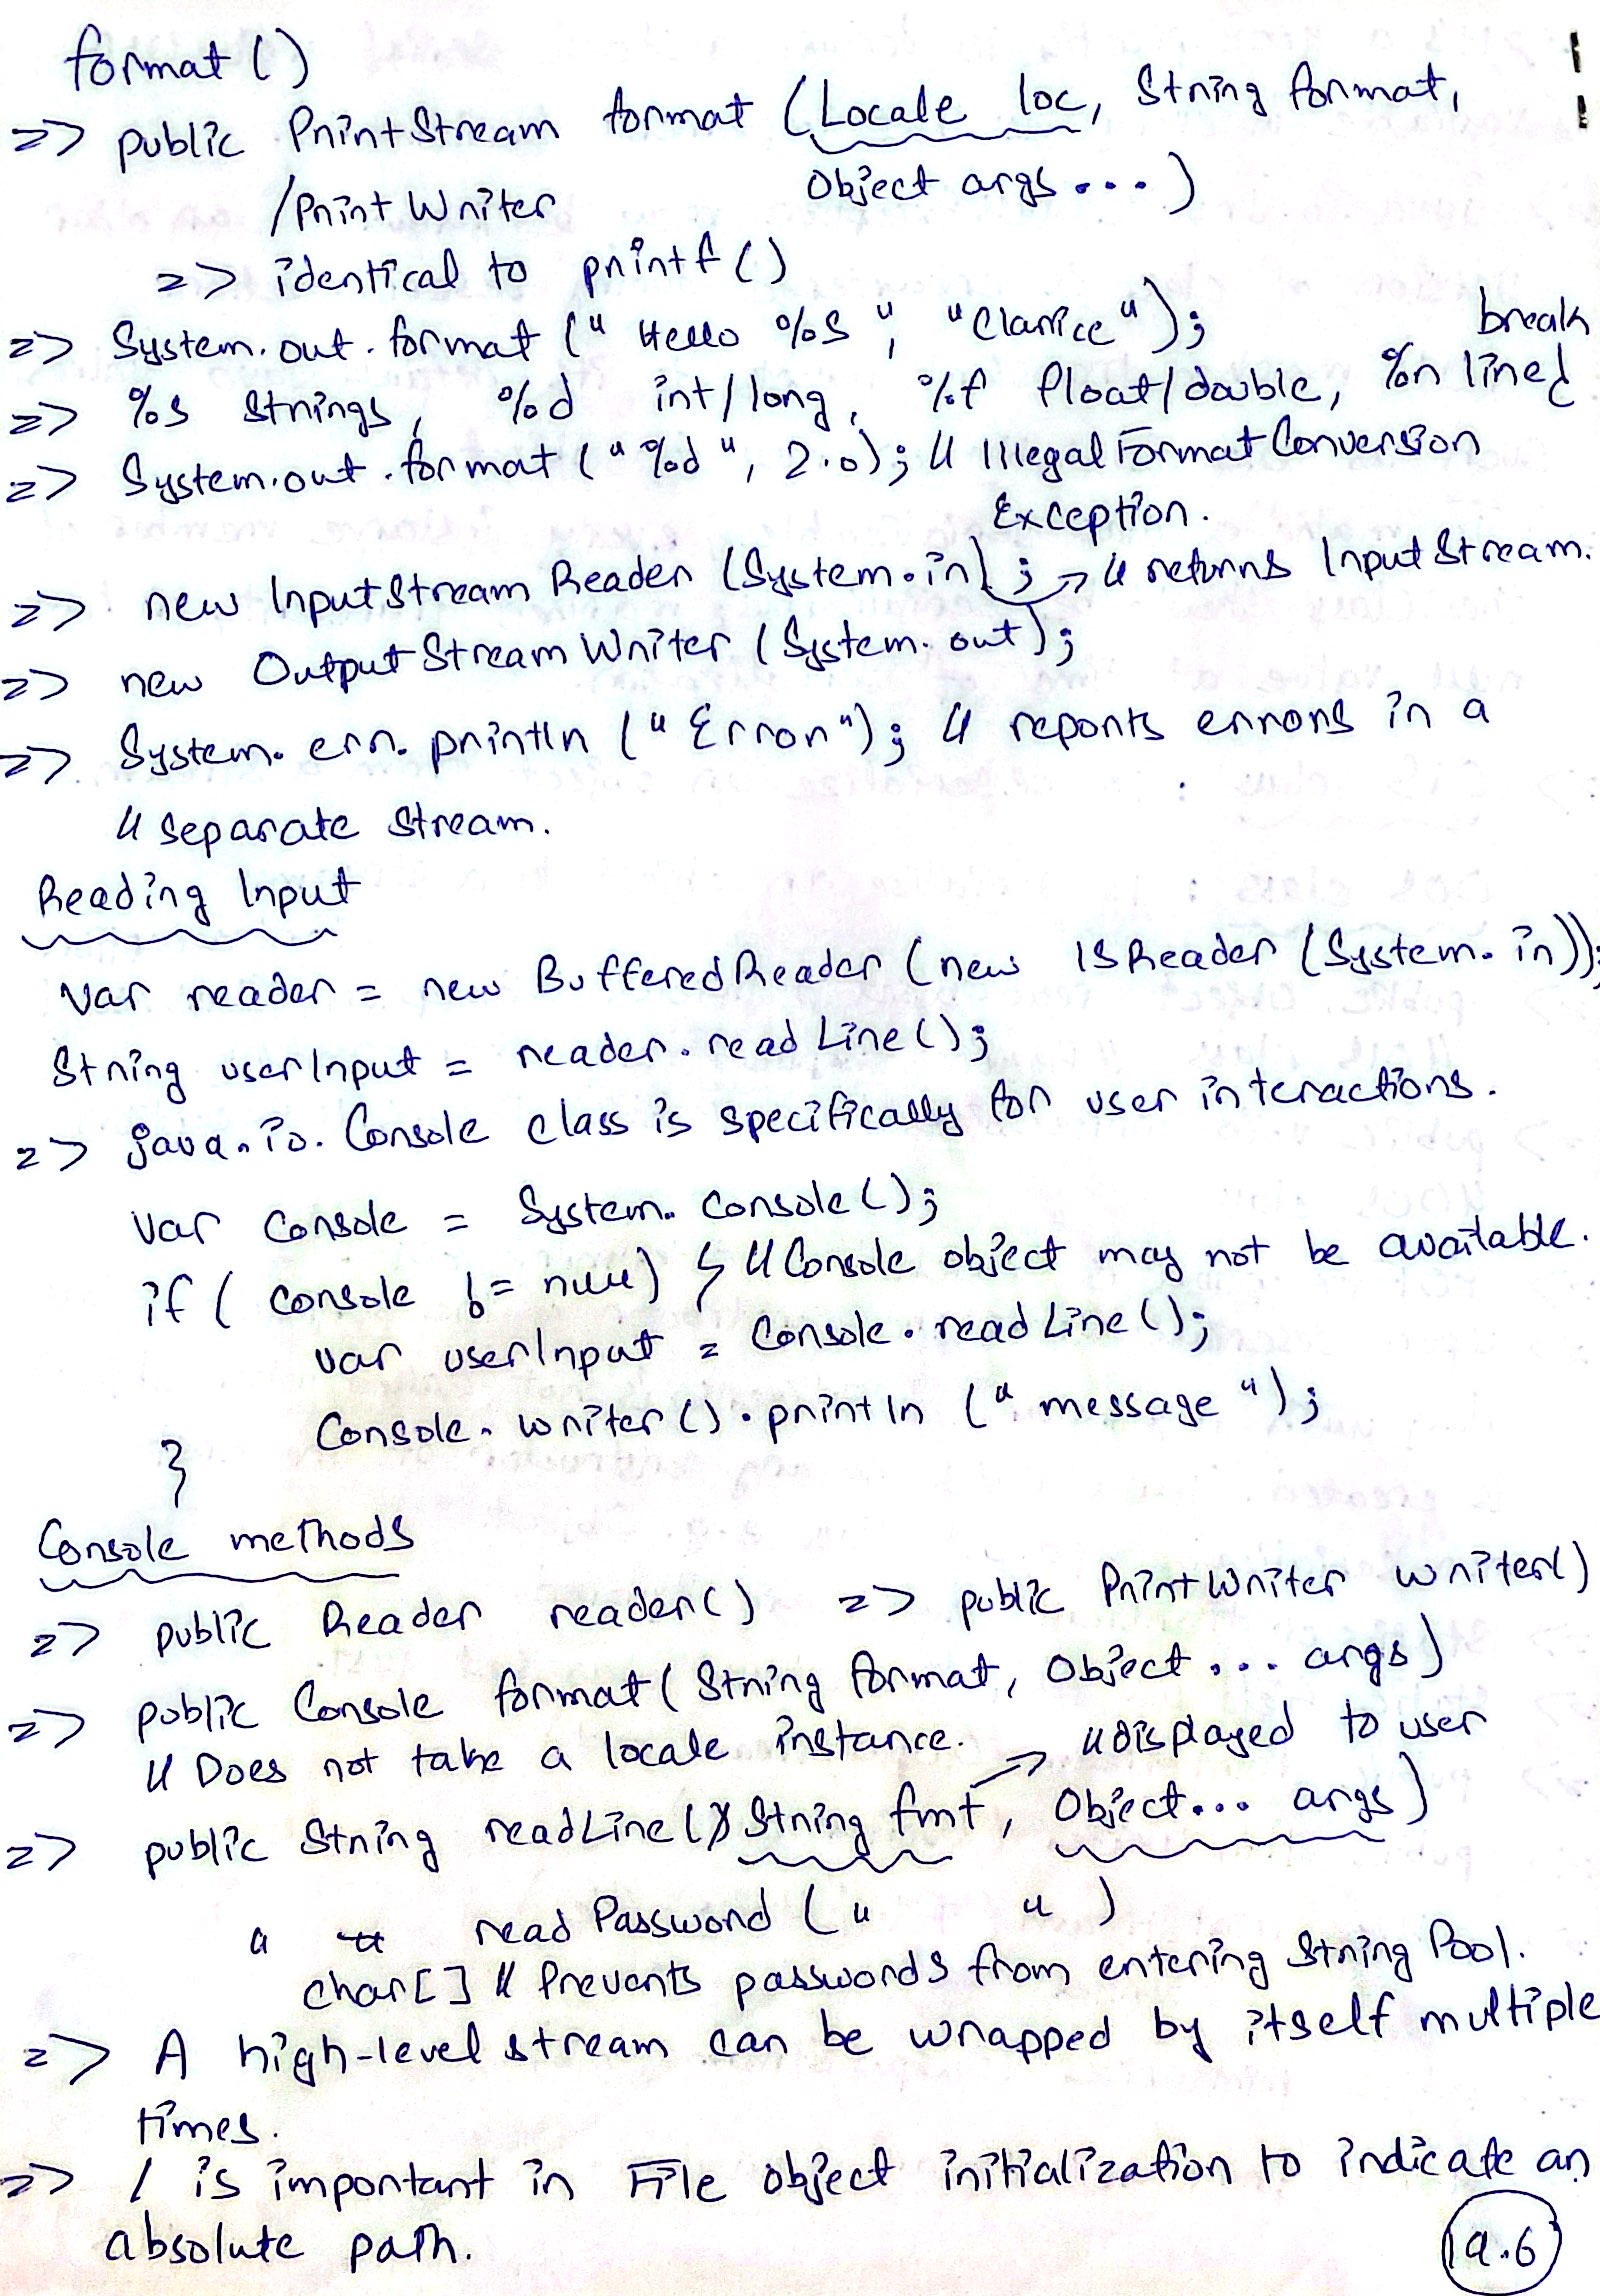 format ()
=> public PrintStream format (Locale loc, String format,
/PrintWriter Object args...)
=> identical to printf ()
=> System.out.format ("Hello %s", "Clarice");
break
=> %s strings, %d int/long, %f float/double, %n line
=> System.out.format ("%d", 2.0); // IllegalFormatConversion
Exception.
=> new InputStreamReader (System.in); → // returns InputStream.
=> new OutputStreamWriter (System.out);
=> System.err.println ("Error"); // reports errors in a
// separate stream.
Reading Input
var reader = new BufferedReader (new ISReader (System.in));
String userInput = reader.readLine();
=> java.io.Console class is specifically for user interactions.
var console = System.console();
if ( console != null) { // Console object may not be available.
var userInput = Console.readLine();
Console.writer().println ("message");
}
Console methods
=> public Reader reader() => public PrintWriter writer()
=> public Console format (String format, Object ... args)
// Does not take a locale instance. → // displayed to user
=> public String readLine ( String fmt, Object... args)
" " readPassword (" " )
char[] // Prevents passwords from entering String Pool.
=> A high-level stream can be wrapped by itself multiple
times.
=> / is important in File object initialization to indicate an
absolute path.
19.6